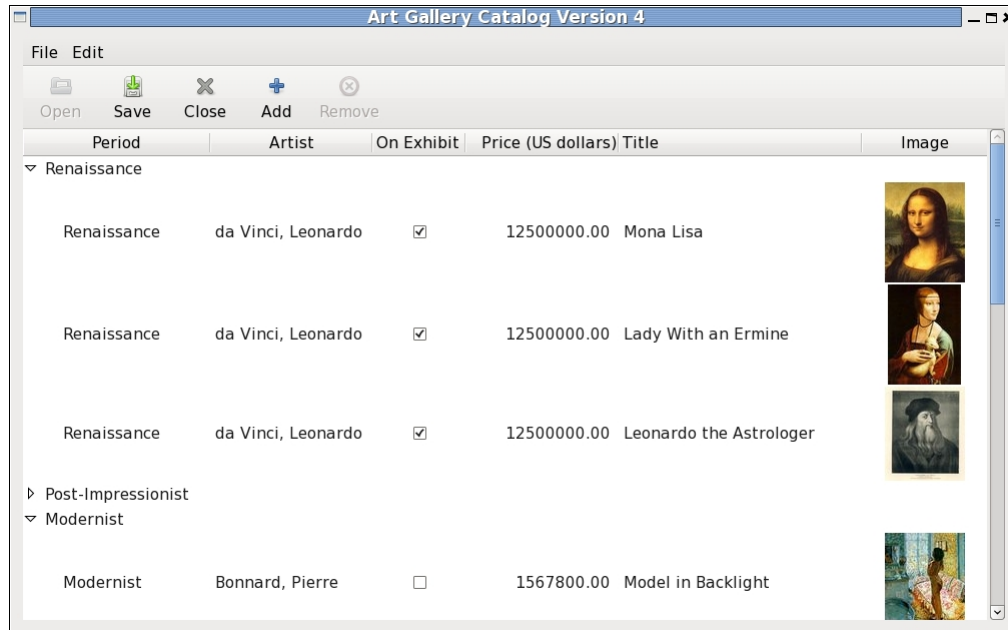 Art Gallery Catalog Version 4
File Edit
Open Save Close Add Remove
Period Artist On Exhibit Price (US dollars) Title Image
Renaissance
Renaissance da Vinci, Leonardo 12500000.00 Mona Lisa
Renaissance da Vinci, Leonardo 12500000.00 Lady With an Ermine
Renaissance da Vinci, Leonardo 12500000.00 Leonardo the Astrologer
Post-Impressionist
Modernist
Modernist Bonnard, Pierre 1567800.00 Model in Backlight